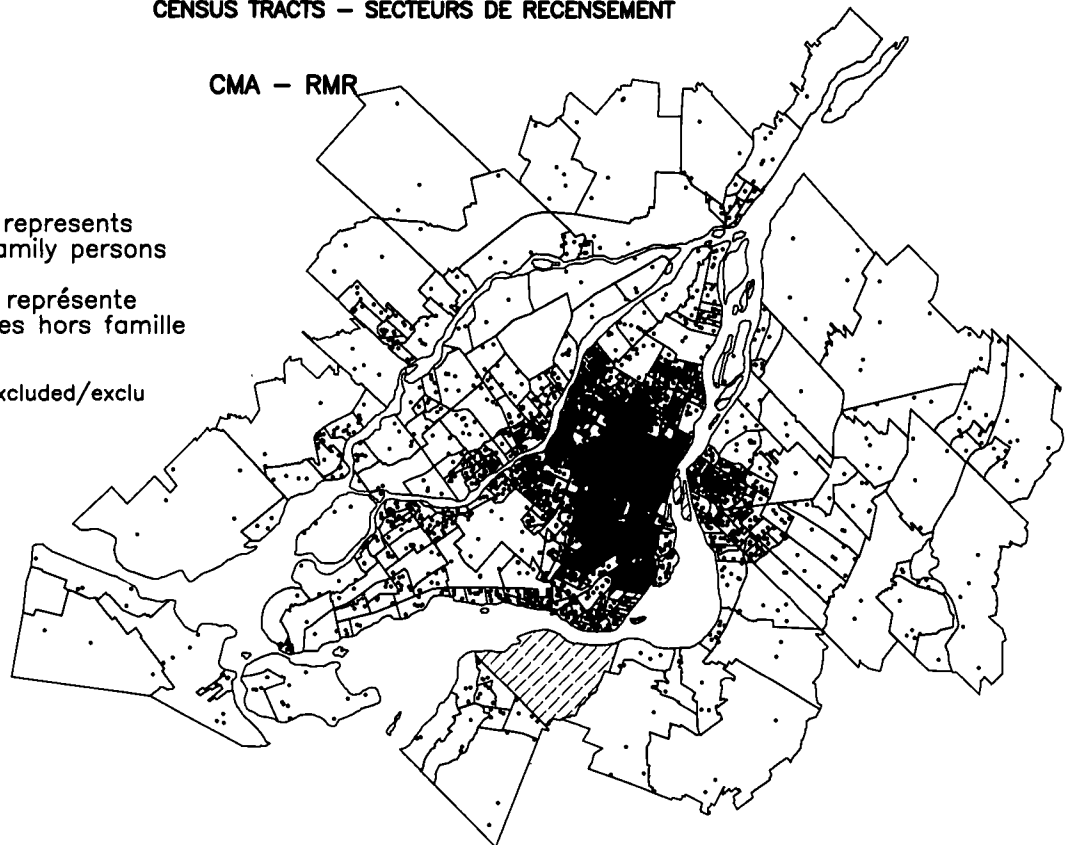 CENSUS TRACTS – SECTEURS DE RECENSEMENT
CMA – RMR
represents
amily persons
représente
es hors famille
xcluded/exclu